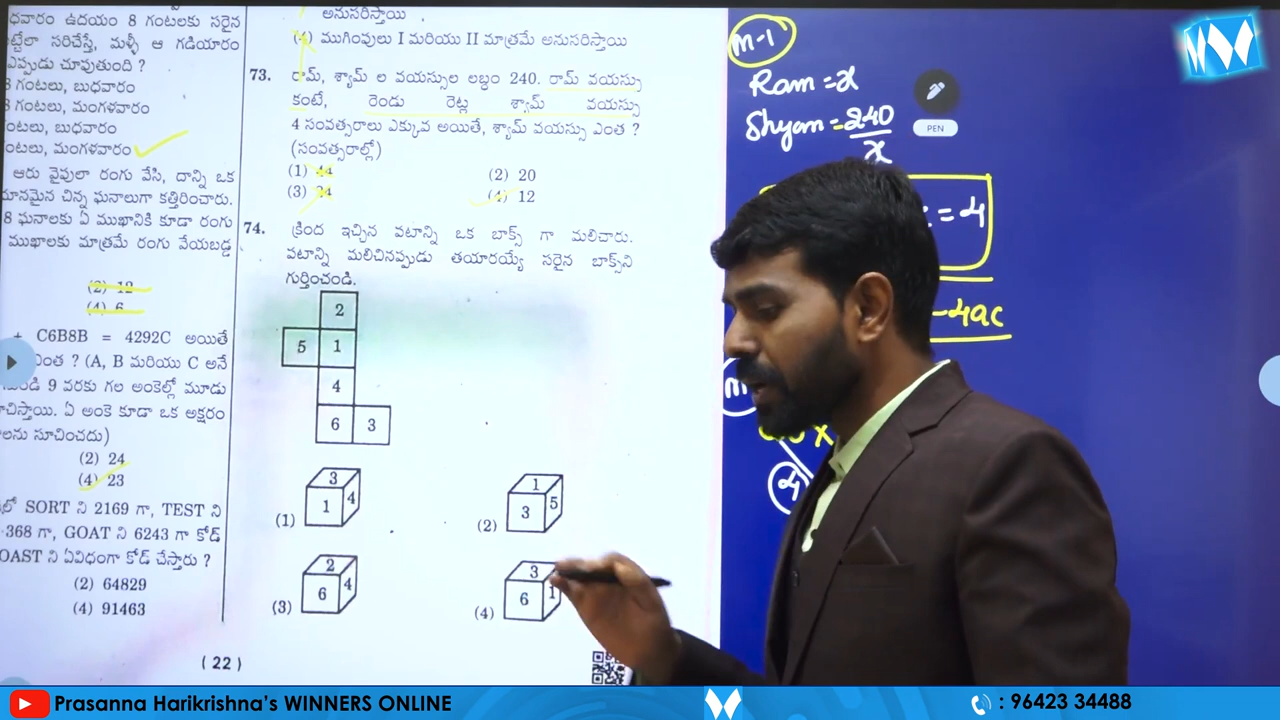 ధవారం ఉదయం 8 గంటలకు సరైన
ట్టేలా సరిచేస్తే, మళ్ళీ ఆ గడియారం
ఎప్పుడు చూపుతుంది ?
8 గంటలు, బుధవారం
8 గంటలు, మంగళవారం
ంటలు, బుధవారం
ంటలు, మంగళవారం
ఆరు వైపులా రంగు వేసి, దాన్ని ఒక
మానమైన చిన్న ఘనాలుగా కత్తిరించారు.
8 ఘనాలకు ఏ ముఖానికి కూడా రంగు
ముఖాలకు మాత్రమే రంగు వేయబడ్డ
(2) 12
(4) 6
+ C6B8B = 4292C అయితే
ఎంత ? (A, B మరియు C అనే
నుండి 9 వరకు గల అంకెల్లో మూడు
చిస్తాయి. ఏ అంకె కూడా ఒక అక్షరం
లను సూచించదు)
(2) 24
(4) 23
లో SORT ని 2169 గా, TEST ని
368 గా, GOAT ని 6243 గా కోడ్
OAST ని ఏవిధంగా కోడ్ చేస్తారు ?
(2) 64829
(4) 91463
అనుసరిస్తాయి
(4) ముగింపులు I మరియు II మాత్రమే అనుసరిస్తాయి
73. రామ్, శ్యామ్ ల వయస్సుల లబ్ధం 240. రామ్ వయస్సు
కంటే, రెండు రెట్ల శ్యామ్ వయస్సు
4 సంవత్సరాలు ఎక్కువ అయితే, శ్యామ్ వయస్సు ఎంత ?
(సంవత్సరాల్లో)
(1) 44 (2) 20
(3) 24 (4) 12
74. క్రింద ఇచ్చిన వటాన్ని ఒక బాక్స్ గా మలిచారు.
వటాన్ని మలిచినప్పుడు తయారయ్యే సరైన బాక్స్‌ని
గుర్తించండి.
2
5 1
4
6 3
(1) 3 1 4
(2) 1 3 5
(3) 2 6 4
(4) 3 6 1
( 22 )
M-1
Ram = x
Shyam = 240/x
PEN
= 4
-4ac
W
Prasanna Harikrishna's WINNERS ONLINE
: 96423 34488